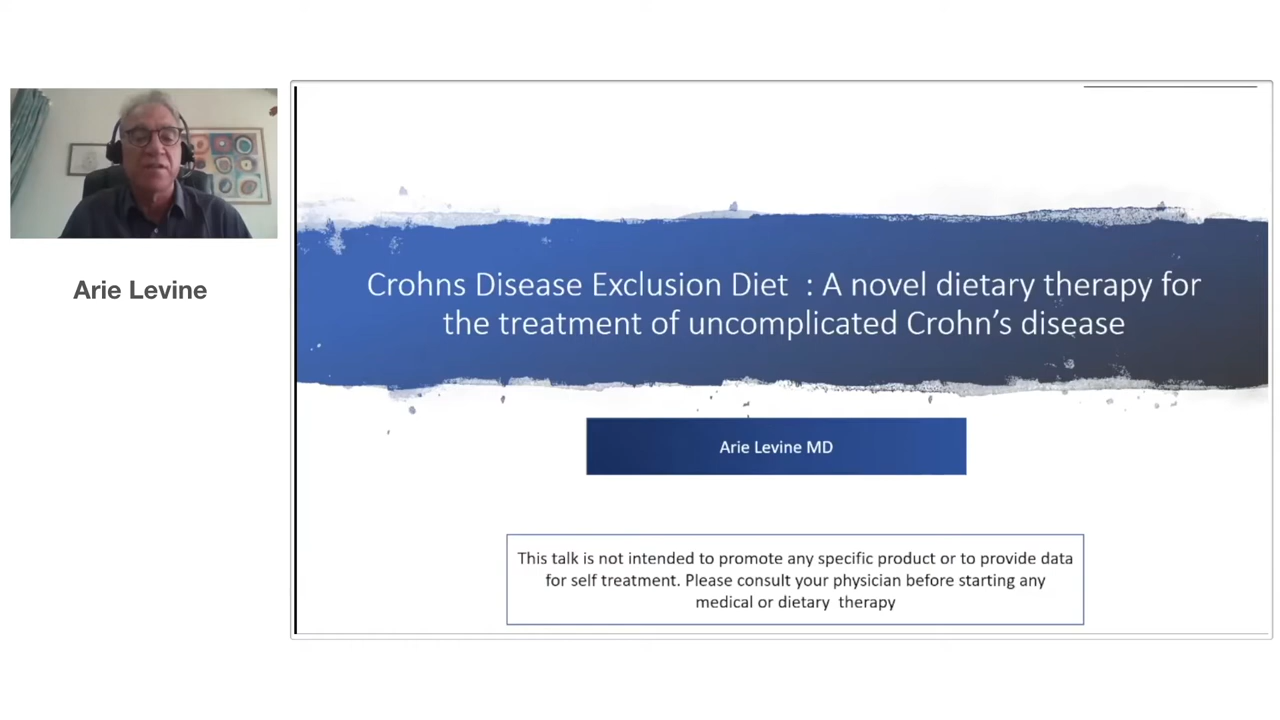 Arie Levine
Crohns Disease Exclusion Diet  : A novel dietary therapy for
the treatment of uncomplicated Crohn’s disease
Arie Levine MD
This talk is not intended to promote any specific product or to provide data
for self treatment. Please consult your physician before starting any
medical or dietary  therapy